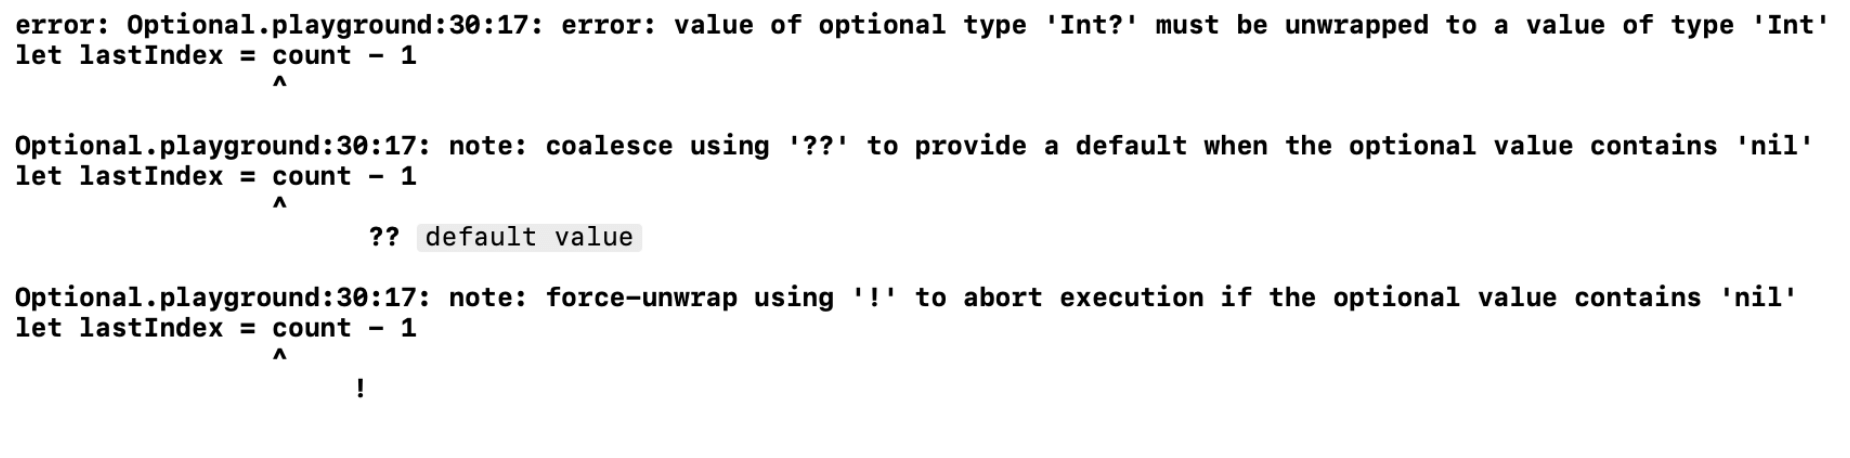 error: Optional.playground:30:17: error: value of optional type 'Int?' must be unwrapped to a value of type 'Int'
let lastIndex = count - 1
                ^
Optional.playground:30:17: note: coalesce using '??' to provide a default when the optional value contains 'nil'
let lastIndex = count - 1
                ^
                      ?? default value
Optional.playground:30:17: note: force-unwrap using '!' to abort execution if the optional value contains 'nil'
let lastIndex = count - 1
                ^
                     !